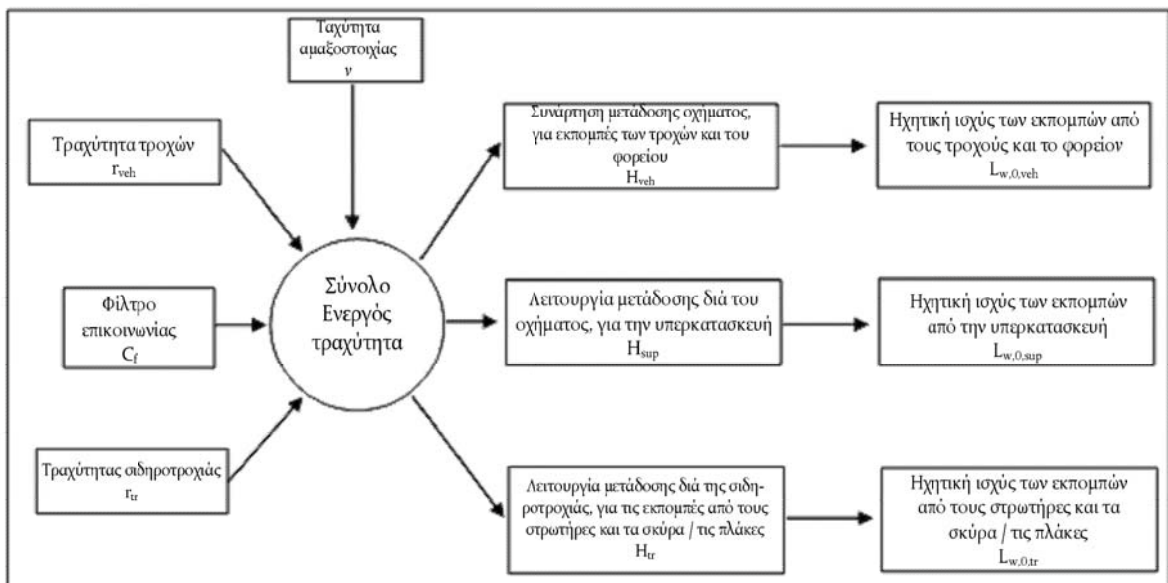 Ταχύτητα
αμαξοστοιχίας
v
Τραχύτητα τροχών
r_veh
Φίλτρο
επικοινωνίας
C_f
Τραχύτητας σιδηροτροχιάς
r_tr
Σύνολο
Ενεργός
τραχύτητα
Συνάρτηση μετάδοσης οχήματος,
για εκπομπές των τροχών και του
φορείου
H_veh
Λειτουργία μετάδοσης διά του
οχήματος, για την υπερκατασκευή
H_sup
Λειτουργία μετάδοσης διά της σιδη-
ροτροχιάς, για τις εκπομπές από τους
στρωτήρες και τα σκύρα / τις πλάκες
H_tr
Ηχητική ισχύς των εκπομπών από
τους τροχούς και το φορείον
L_w,0,veh
Ηχητική ισχύς των εκπομπών
από την υπερκατασκευή
L_w,0,sup
Ηχητική ισχύς των εκπομπών
από τους στρωτήρες και τα
σκύρα / τις πλάκες
L_w,0,tr